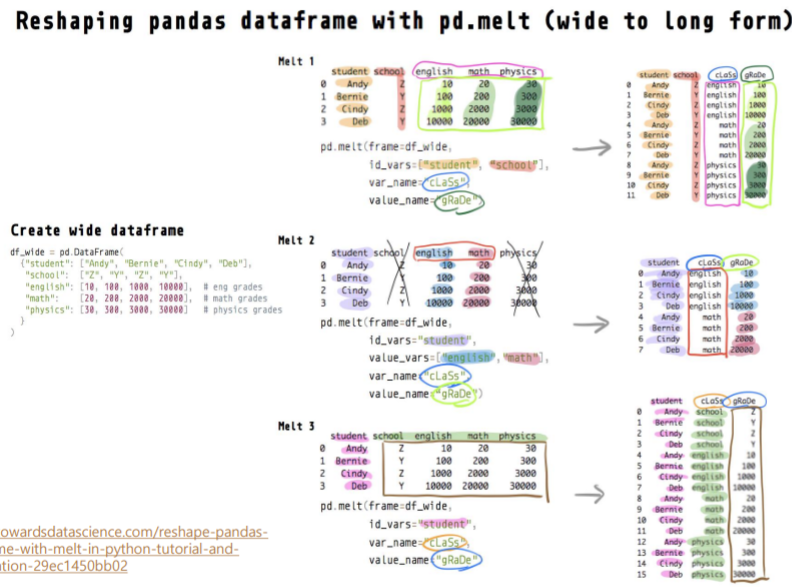 Reshaping pandas dataframe with pd.melt (wide to long form)
Melt 1
student school english math physics
0 Andy Z 10 20 30
1 Bernie Y 100 200 300
2 Cindy Z 1000 2000 3000
3 Deb Y 10000 20000 30000
pd.melt(frame=df_wide,
id_vars=["student", "school"],
var_name="cLaSs",
value_name="gRaDe")
student school cLaSs gRaDe
0 Andy Z english 10
1 Bernie Y english 100
2 Cindy Z english 1000
3 Deb Y english 10000
4 Andy Z math 20
5 Bernie Y math 200
6 Cindy Z math 2000
7 Deb Y math 20000
8 Andy Z physics 30
9 Bernie Y physics 300
10 Cindy Z physics 3000
11 Deb Y physics 30000
Create wide dataframe
df_wide = pd.DataFrame(
{"student": ["Andy", "Bernie", "Cindy", "Deb"],
"school": ["Z", "Y", "Z", "Y"],
"english": [10, 100, 1000, 10000], # eng grades
"math": [20, 200, 2000, 20000], # math grades
"physics": [30, 300, 3000, 30000] # physics grades
}
)
Melt 2
student school english math physics
0 Andy Z 10 20 30
1 Bernie Y 100 200 300
2 Cindy Z 1000 2000 3000
3 Deb Y 10000 20000 30000
pd.melt(frame=df_wide,
id_vars="student",
value_vars=["english","math"],
var_name="cLaSs",
value_name="gRaDe")
student cLaSs gRaDe
0 Andy english 10
1 Bernie english 100
2 Cindy english 1000
3 Deb english 10000
4 Andy math 20
5 Bernie math 200
6 Cindy math 2000
7 Deb math 20000
Melt 3
student school english math physics
0 Andy Z 10 20 30
1 Bernie Y 100 200 300
2 Cindy Z 1000 2000 3000
3 Deb Y 10000 20000 30000
pd.melt(frame=df_wide,
id_vars="student",
var_name="cLaSs",
value_name="gRaDe")
student cLaSs gRaDe
0 Andy school Z
1 Bernie school Y
2 Cindy school Z
3 Deb school Y
4 Andy english 10
5 Bernie english 100
6 Cindy english 1000
7 Deb english 10000
8 Andy math 20
9 Bernie math 200
10 Cindy math 2000
11 Deb math 20000
12 Andy physics 30
13 Bernie physics 300
14 Cindy physics 3000
15 Deb physics 30000
owardsdatascience.com/reshape-pandas-
me-with-melt-in-python-tutorial-and-
ation-29ec1450bb02